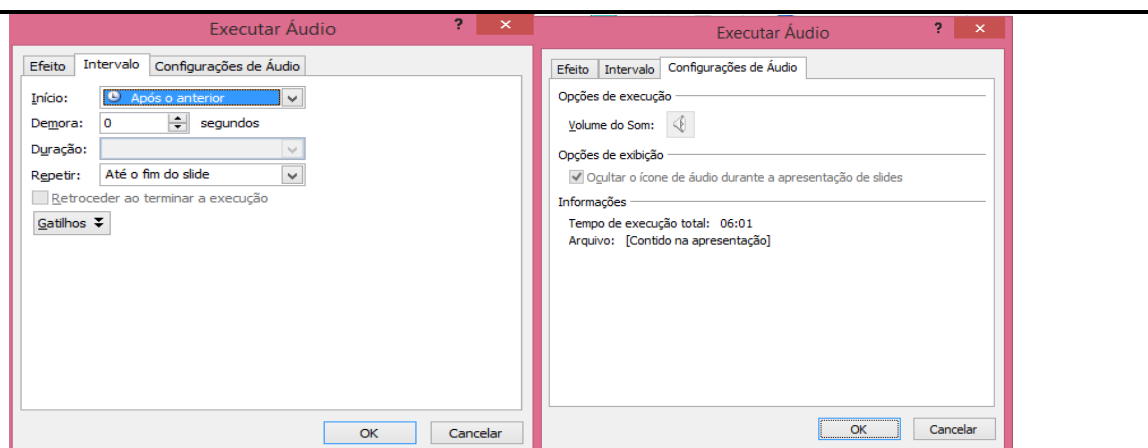 Executar Áudio ? ×
Efeito Intervalo Configurações de Áudio
Início: Após o anterior
Demora: 0 segundos
Duração:
Repetir: Até o fim do slide
Retroceder ao terminar a execução
Gatilhos
OK Cancelar
Executar Áudio ? ×
Efeito Intervalo Configurações de Áudio
Opções de execução
Volume do Som:
Opções de exibição
Ocultar o ícone de áudio durante a apresentação de slides
Informações
Tempo de execução total: 06:01
Arquivo: [Contido na apresentação]
OK Cancelar